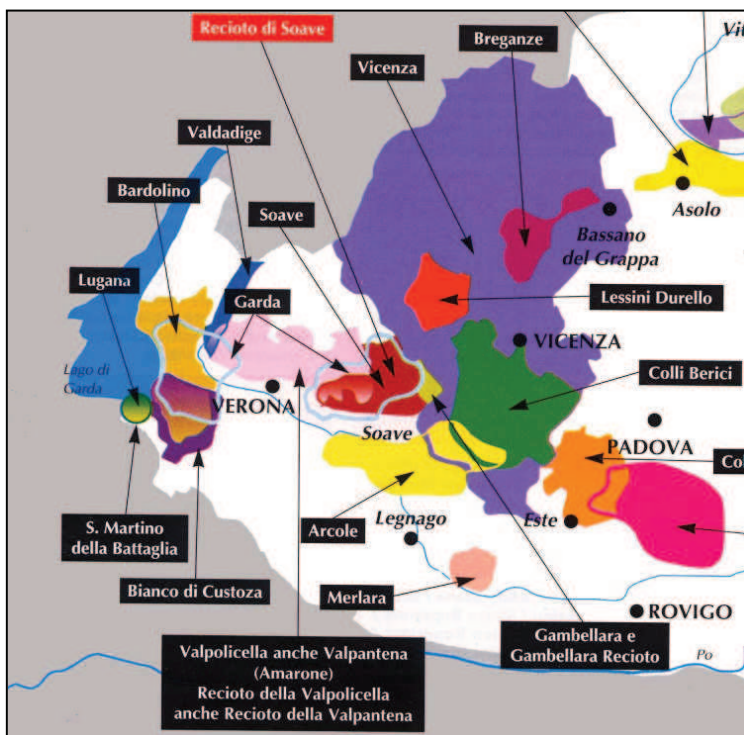 Recioto di Soave
Breganze
Vit
Vicenza
Valdadige
Bardolino
Soave
Asolo
Bassano
del Grappa
Lugana
Garda
Lessini Durello
VICENZA
Lago di
Garda
Colli Berici
VERONA
Soave
PADOVA
Col
S. Martino
della Battaglia
Arcole
Legnago
Este
Bianco di Custoza
Merlara
ROVIGO
Valpolicella anche Valpantena
(Amarone)
Recioto della Valpolicella
anche Recioto della Valpantena
Gambellara e
Gambellara Recioto
Po